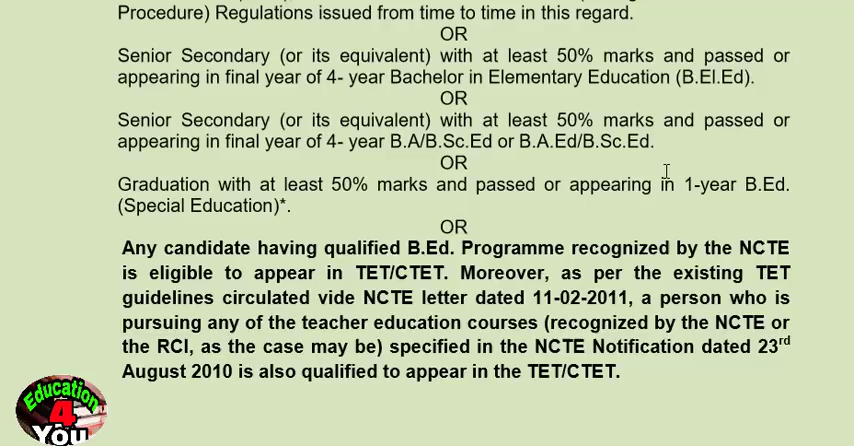 Procedure) Regulations issued from time to time in this regard.
OR
Senior Secondary (or its equivalent) with at least 50% marks and passed or
appearing in final year of 4- year Bachelor in Elementary Education (B.El.Ed).
OR
Senior Secondary (or its equivalent) with at least 50% marks and passed or
appearing in final year of 4- year B.A/B.Sc.Ed or B.A.Ed/B.Sc.Ed.
OR
Graduation with at least 50% marks and passed or appearing in 1-year B.Ed.
(Special Education)*.
OR
Any candidate having qualified B.Ed. Programme recognized by the NCTE
is eligible to appear in TET/CTET. Moreover, as per the existing TET
guidelines circulated vide NCTE letter dated 11-02-2011, a person who is
pursuing any of the teacher education courses (recognized by the NCTE or
the RCI, as the case may be) specified in the NCTE Notification dated 23rd
August 2010 is also qualified to appear in the TET/CTET.
Education
4
You